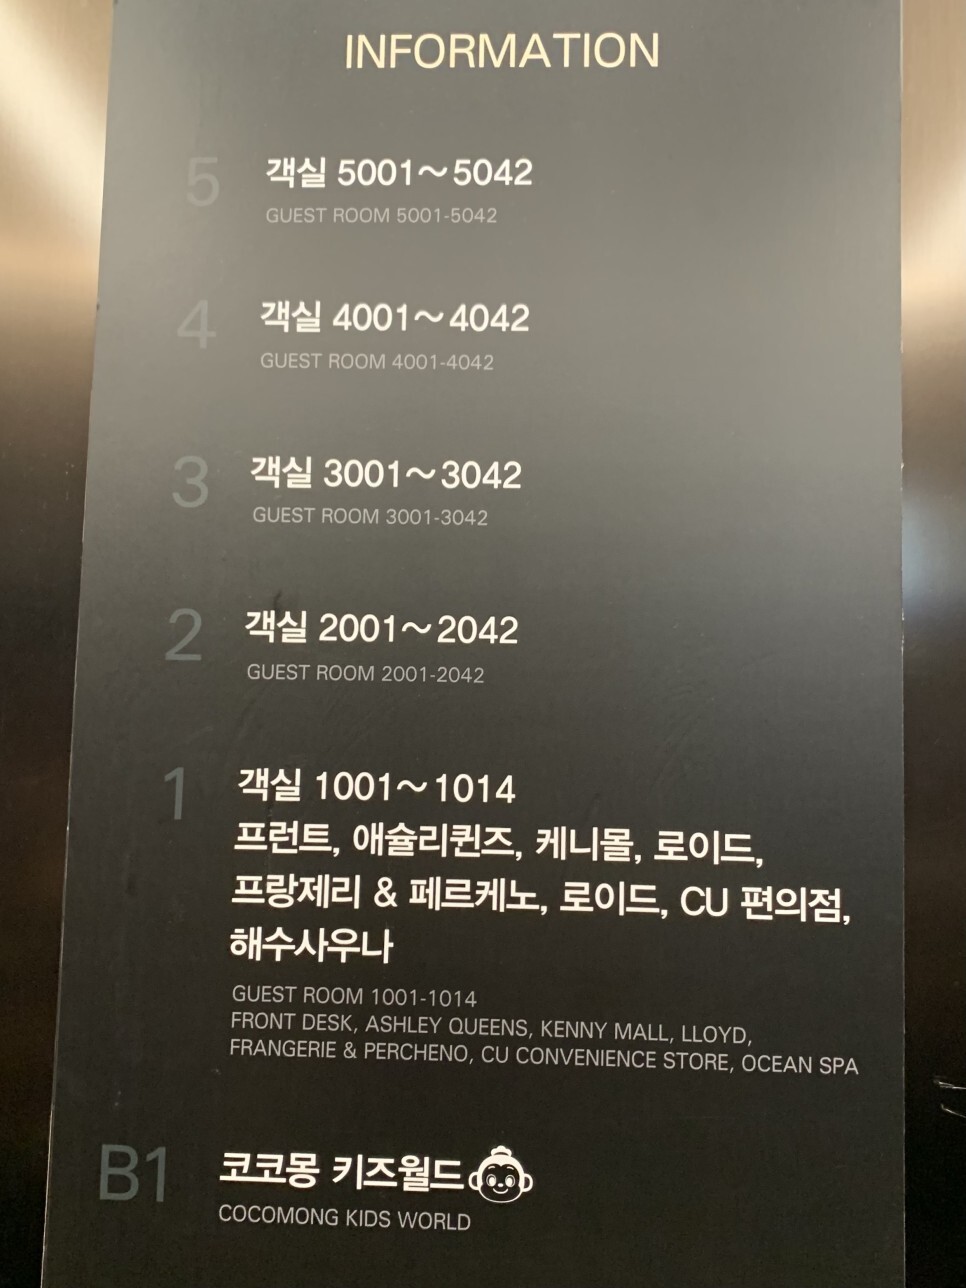 INFORMATION
5
객실 5001~5042
GUEST ROOM 5001-5042
4
객실 4001~4042
GUEST ROOM 4001-4042
3
객실 3001~3042
GUEST ROOM 3001-3042
2
객실 2001~2042
GUEST ROOM 2001-2042
1
객실 1001~1014
프런트, 애슐리퀸즈, 케니몰, 로이드,
프랑제리 & 페르케노, 로이드, CU 편의점,
해수사우나
GUEST ROOM 1001-1014
FRONT DESK, ASHLEY QUEENS, KENNY MALL, LLOYD,
FRANGERIE & PERCHENO, CU CONVENIENCE STORE, OCEAN SPA
B1
코코몽 키즈월드
COCOMONG KIDS WORLD